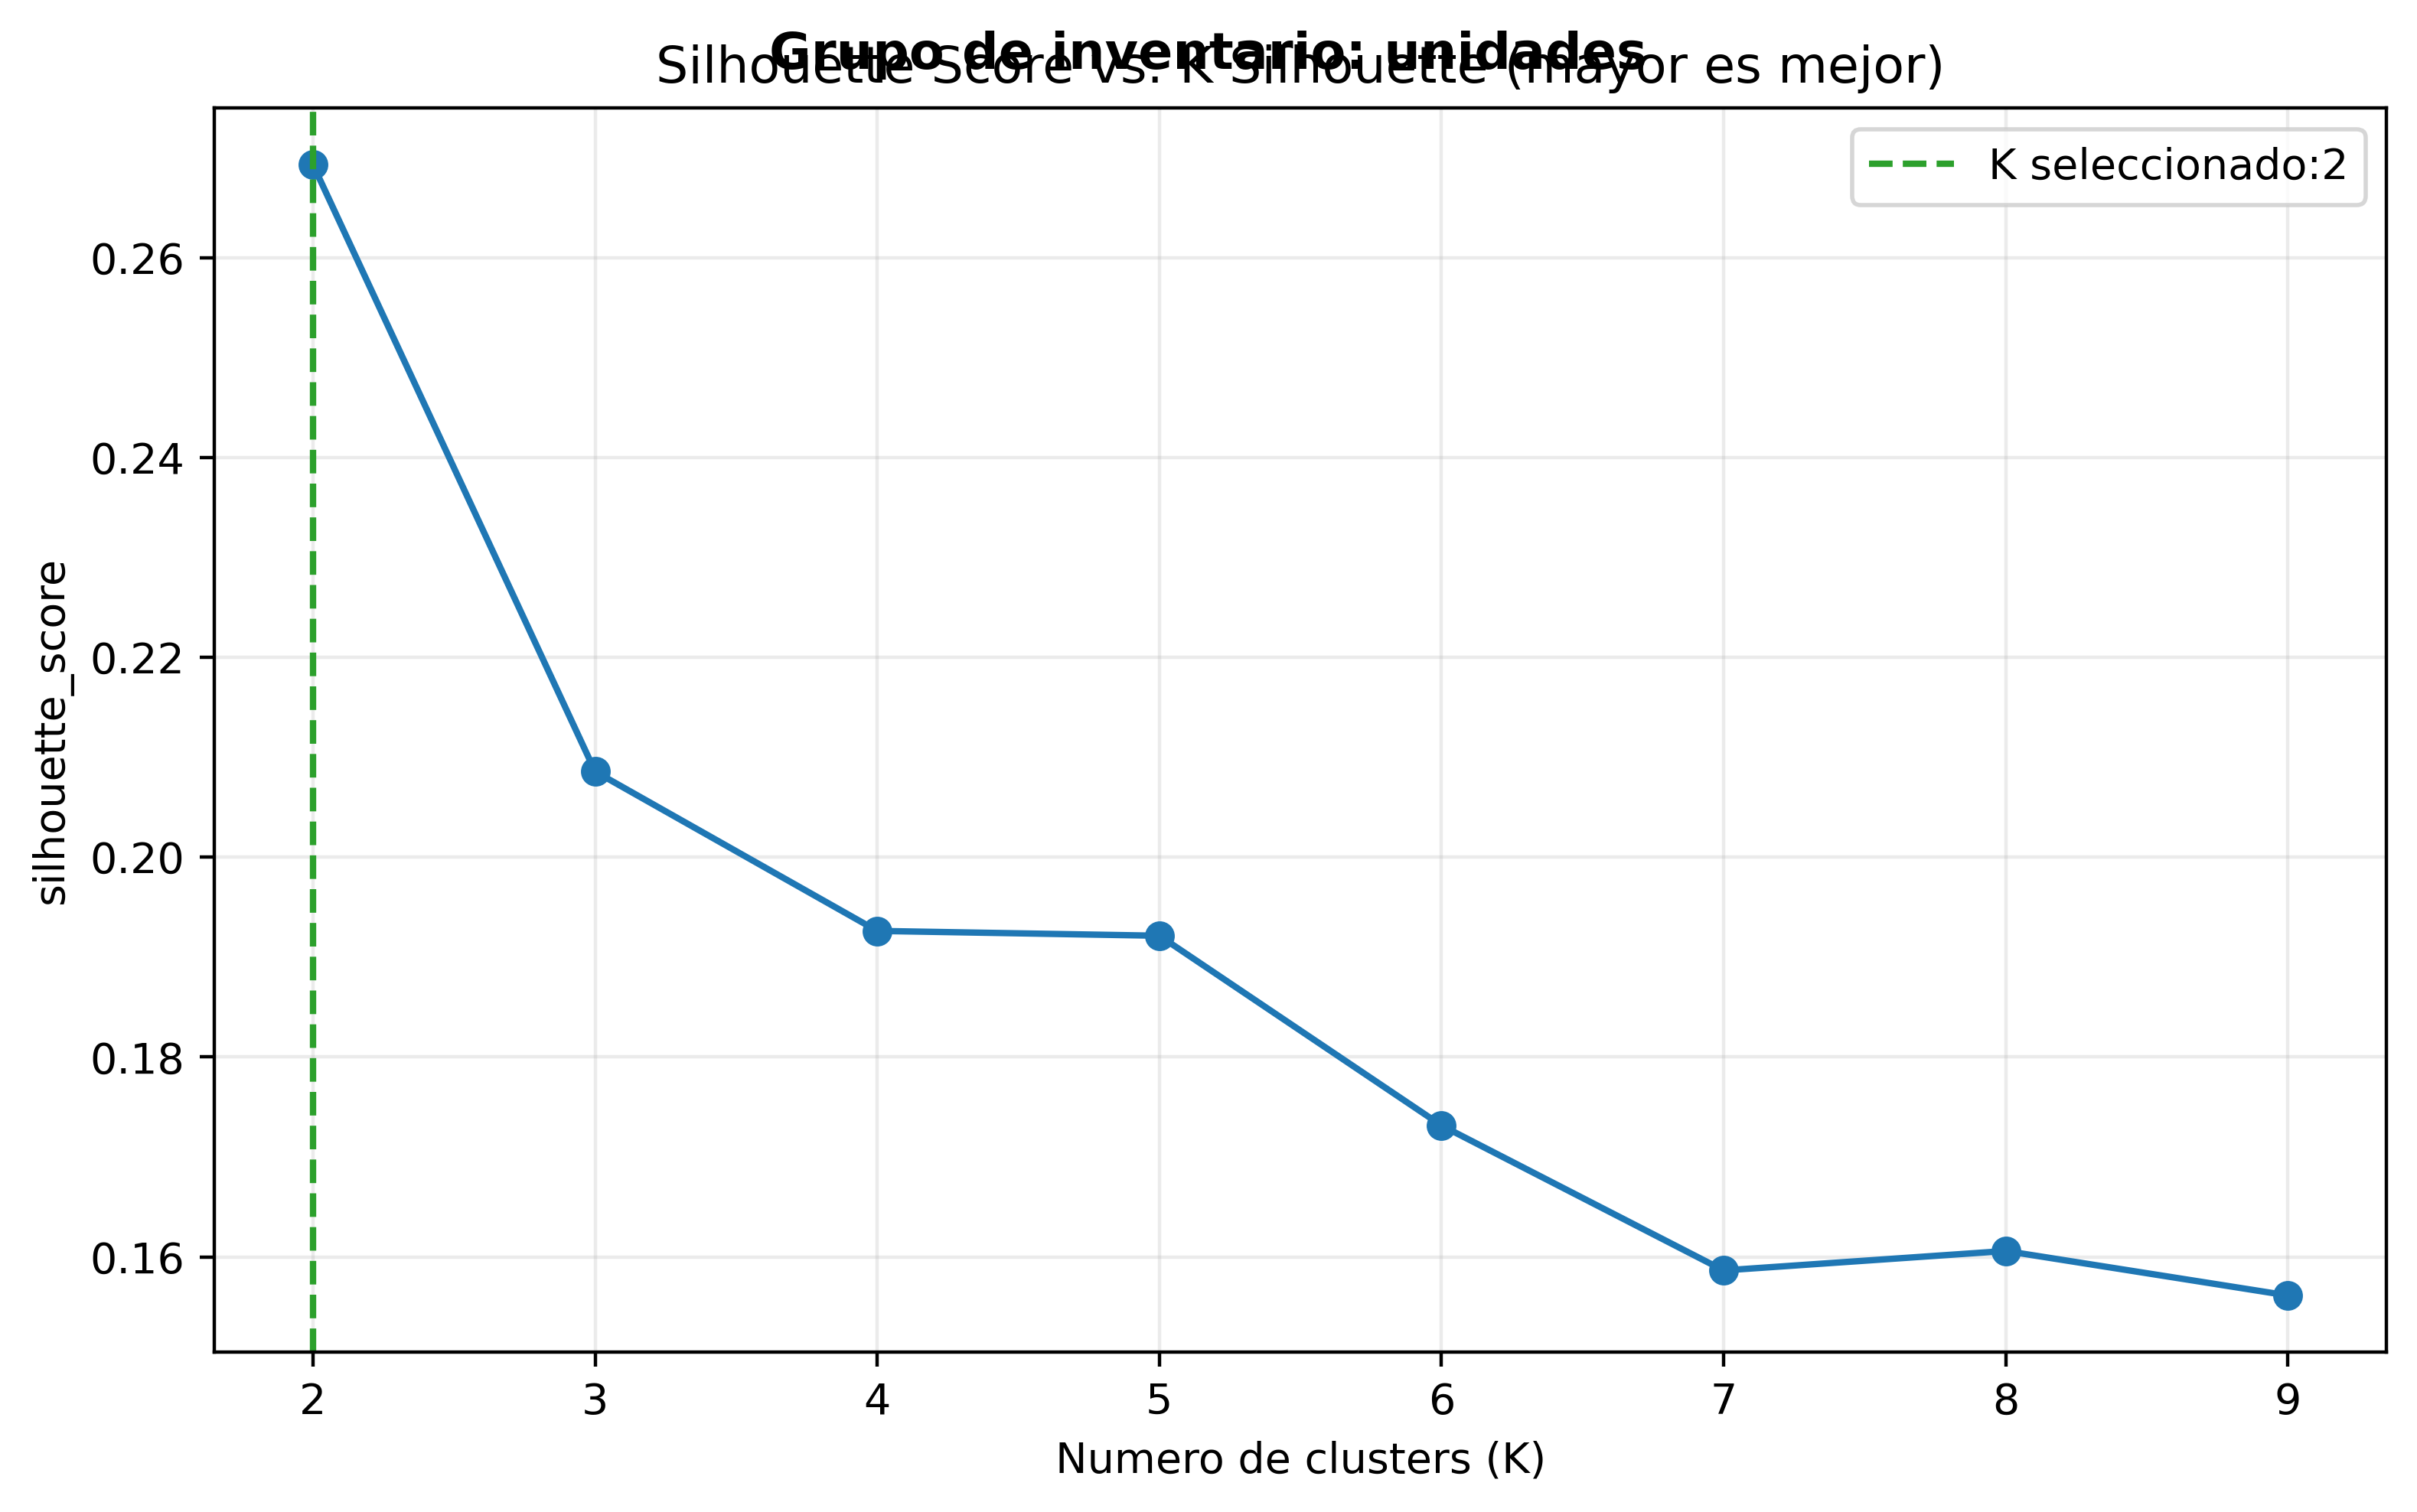 Grupo de inventario: unidades
Silhouette Score vs. K Silhouette (mayor es mejor)
K seleccionado:2
silhouette_score
0.26
0.24
0.22
0.20
0.18
0.16
2 3 4 5 6 7 8 9
Numero de clusters (K)